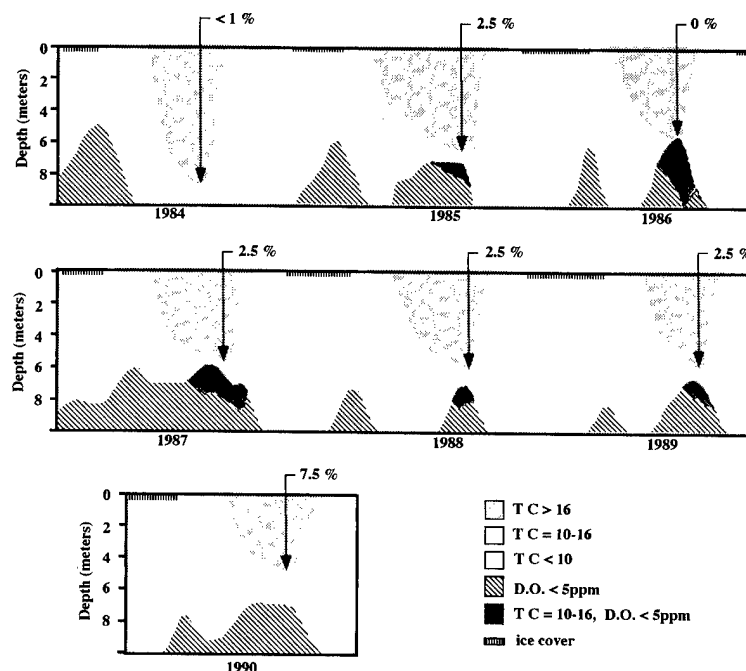 < 1 %
2.5 %
0 %
Depth (meters)
0
2
4
6
8
1984
1985
1986
2.5 %
2.5 %
2.5 %
Depth (meters)
0
2
4
6
8
1987
1988
1989
7.5 %
Depth (meters)
0
2
4
6
8
1990
T C > 16
T C = 10-16
T C < 10
D.O. < 5ppm
T C = 10-16, D.O. < 5ppm
ice cover